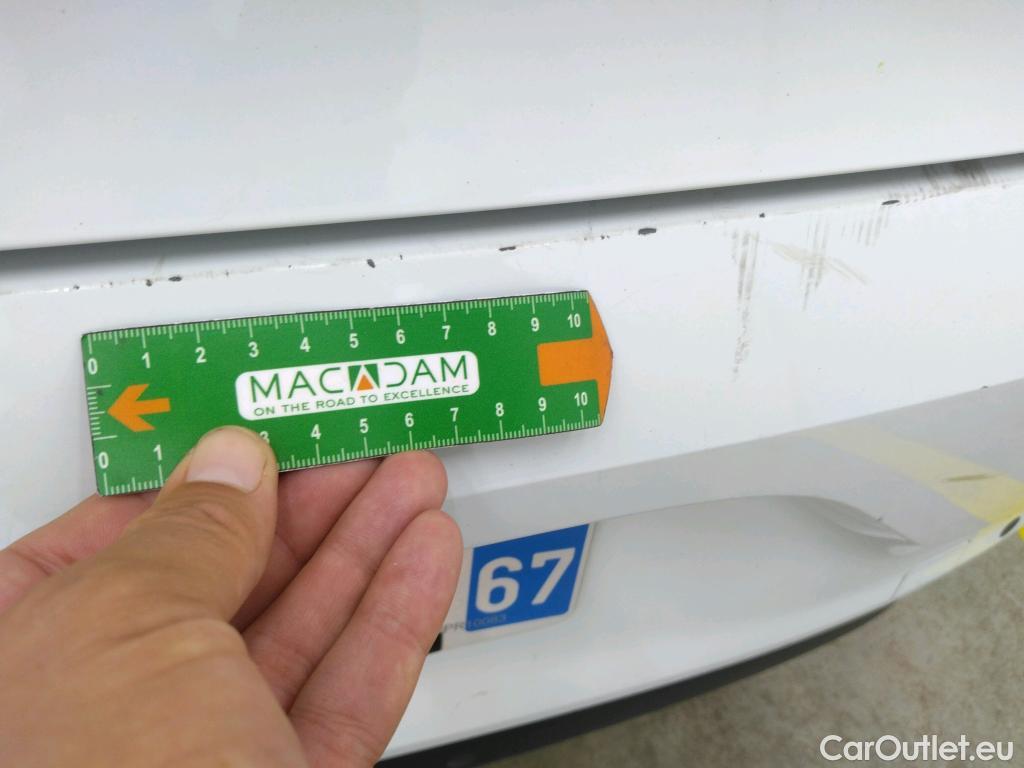 0 1 2 3 4 5 6 7 8 9 10
MACADAM
ON THE ROAD TO EXCELLENCE
0 1 3 4 5 6 7 8 9 10
67
PR10083
CarOutlet.eu